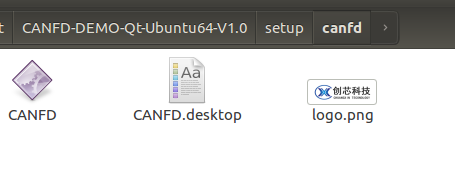 t CANFD-DEMO-Qt-Ubuntu64-V1.0 setup canfd
Aa
创芯科技
CANFD CANFD.desktop logo.png